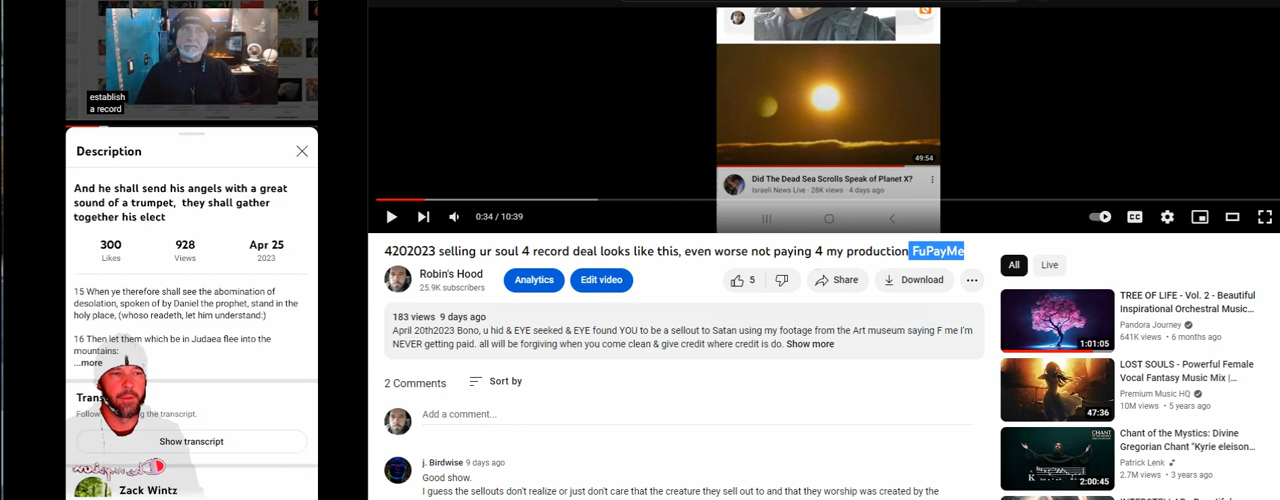 establish
a record
Description
And he shall send his angels with a great
sound of a trumpet, they shall gather
together his elect
300
928
Apr 25
Likes
Views
2023
15 When ye therefore shall see the abomination of
desolation, spoken of by Daniel the prophet, stand in the
holy place, (whoso readeth, let him understand:)
16 Then let them which be in Judaea flee into the
mountains:
...more
the transcript.
Show transcript
Zack Wintz
49:54
Did The Dead Sea Scrolls Speak of Planet X?
Israeli News Live · 28K views · 4 days ago
0:34 / 10:39
CC
4202023 selling ur soul 4 record deal looks like this, even worse not paying 4 my production FuPayMe
Robin's Hood
25.9K subscribers
Analytics
Edit video
5
Share
Download
183 views 9 days ago
April 20th2023 Bono, u hid & EYE seeked & EYE found YOU to be a sellout to Satan using my footage from the Art museum saying F me I'm
NEVER getting paid. all will be forgiving when you come clean & give credit where credit is do. Show more
2 Comments
Sort by
Add a comment...
j. Birdwise 9 days ago
Good show.
I guess the sellouts don't realize or just don't care that the creature they sell out to and that they worship was created by the
All
Live
TREE OF LIFE - Vol. 2 - Beautiful
Inspirational Orchestral Music...
Pandora Journey
641K views • 6 months ago
1:01:05
LOST SOULS - Powerful Female
Vocal Fantasy Music Mix |...
Premium Music HQ
10M views • 5 years ago
47:36
Chant of the Mystics: Divine
Gregorian Chant "Kyrie eleison...
Patrick Lenk
2.7M views • 3 years ago
2:00:45